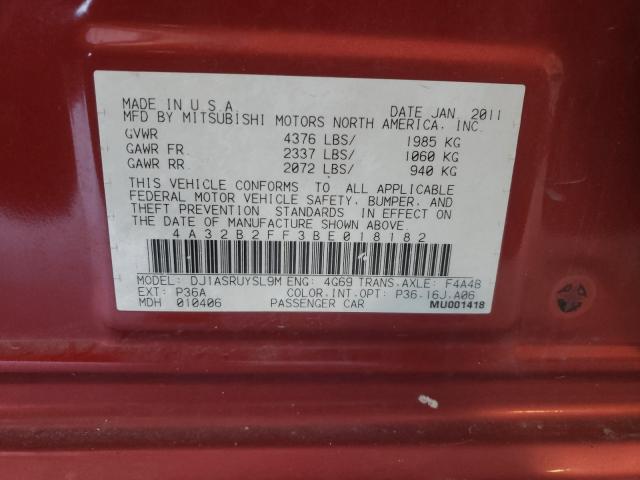 MADE IN U S A DATE JAN 2011
MFD BY MITSUBISHI MOTORS NORTH AMERICA, INC.
GVWR 4376 LBS/ 1985 KG
GAWR FR 2337 LBS/ 1060 KG
GAWR RR 2072 LBS/ 940 KG
THIS VEHICLE CONFORMS TO ALL APPLICABLE
FEDERAL MOTOR VEHICLE SAFETY, BUMPER, AND
THEFT PREVENTION STANDARDS IN EFFECT ON
THE DATE OF MANUFACTURE SHOWN ABOVE.
4A32B2FF3BE018182
MODEL: DJ1ASRUYSL9M ENG: 4G69 TRANS.AXLE: F4A4B
EXT: P36A COLOR.INT.OPT: P36.16J.A06
MDH 010406 PASSENGER CAR MU001418